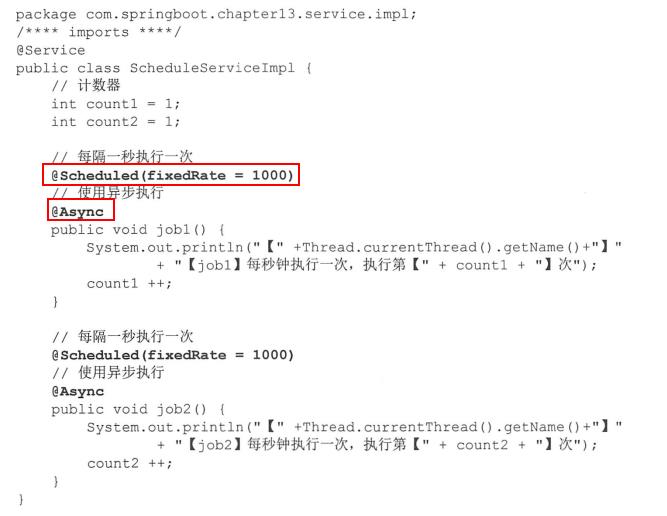 package com.springboot.chapter13.service.impl;
/**** imports ****/
@Service
public class ScheduleServiceImpl {
    // 计数器
    int count1 = 1;
    int count2 = 1;

    // 每隔一秒执行一次
    @Scheduled(fixedRate = 1000)
    // 使用异步执行
    @Async
    public void job1() {
        System.out.println("【" +Thread.currentThread().getName()+"】"
                + "【job1】每秒钟执行一次，执行第【" + count1 + "】次");
        count1 ++;
    }

    // 每隔一秒执行一次
    @Scheduled(fixedRate = 1000)
    // 使用异步执行
    @Async
    public void job2() {
        System.out.println("【" +Thread.currentThread().getName()+"】"
                + "【job2】每秒钟执行一次，执行第【" + count2 + "】次");
        count2 ++;
    }
}